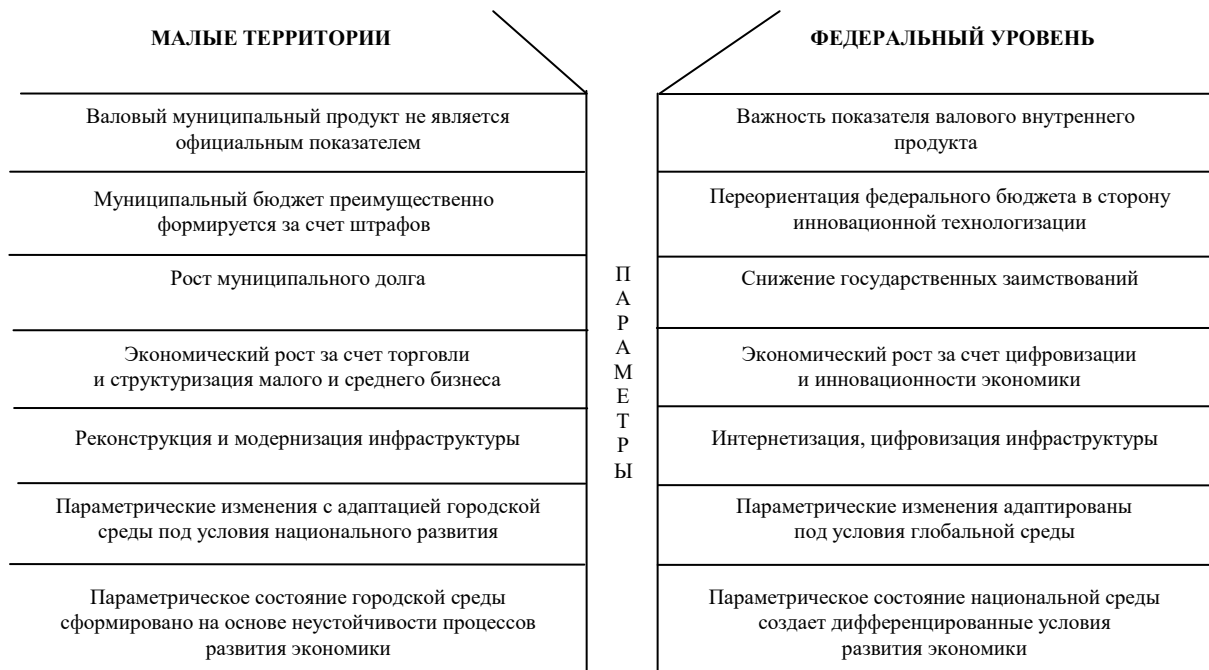 МАЛЫЕ ТЕРРИТОРИИ
ФЕДЕРАЛЬНЫЙ УРОВЕНЬ
Валовый муниципальный продукт не является
официальным показателем
Важность показателя валового внутреннего
продукта
Муниципальный бюджет преимущественно
формируется за счет штрафов
Переориентация федерального бюджета в сторону
инновационной технологизации
Рост муниципального долга
Снижение государственных заимствований
Экономический рост за счет торговли
и структуризация малого и среднего бизнеса
Экономический рост за счет цифровизации
и инновационности экономики
Реконструкция и модернизация инфраструктуры
Интернетизация, цифровизация инфраструктуры
Параметрические изменения с адаптацией городской
среды под условия национального развития
Параметрические изменения адаптированы
под условия глобальной среды
Параметрическое состояние городской среды
сформировано на основе неустойчивости процессов
развития экономики
Параметрическое состояние национальной среды
создает дифференцированные условия
развития экономики
П
А
Р
А
М
Е
Т
Р
Ы